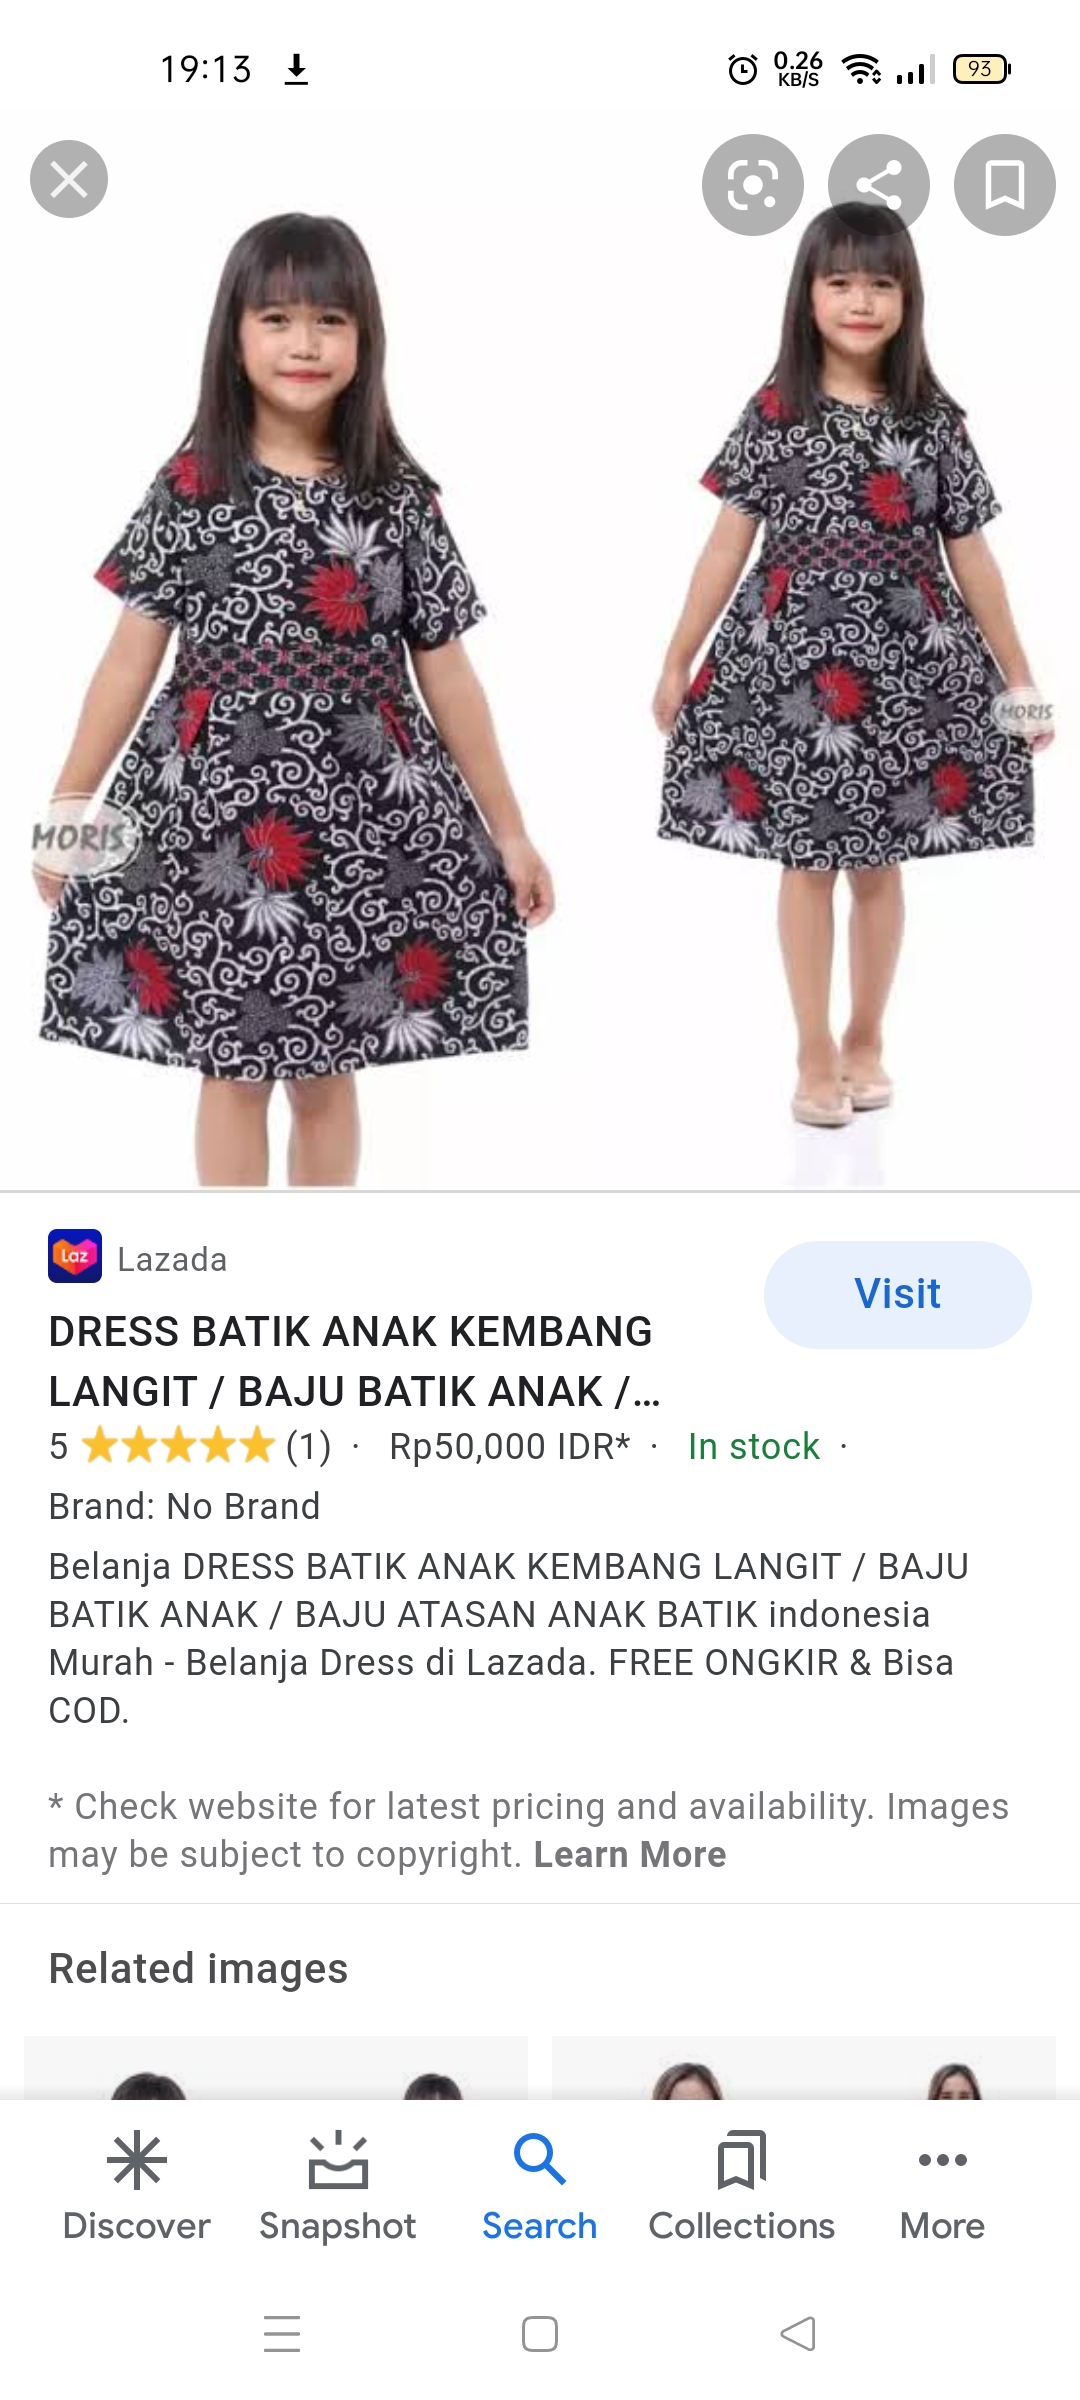 19:13
0.26
KB/S
93
MORIS
MORIS
Laz
Lazada
Visit
DRESS BATIK ANAK KEMBANG
LANGIT / BAJU BATIK ANAK /...
5 ★★★★★ (1) · Rp50,000 IDR* · In stock ·
Brand: No Brand
Belanja DRESS BATIK ANAK KEMBANG LANGIT / BAJU
BATIK ANAK / BAJU ATASAN ANAK BATIK indonesia
Murah - Belanja Dress di Lazada. FREE ONGKIR & Bisa
COD.
* Check website for latest pricing and availability. Images
may be subject to copyright. Learn More
Related images
Discover
Snapshot
Search
Collections
More